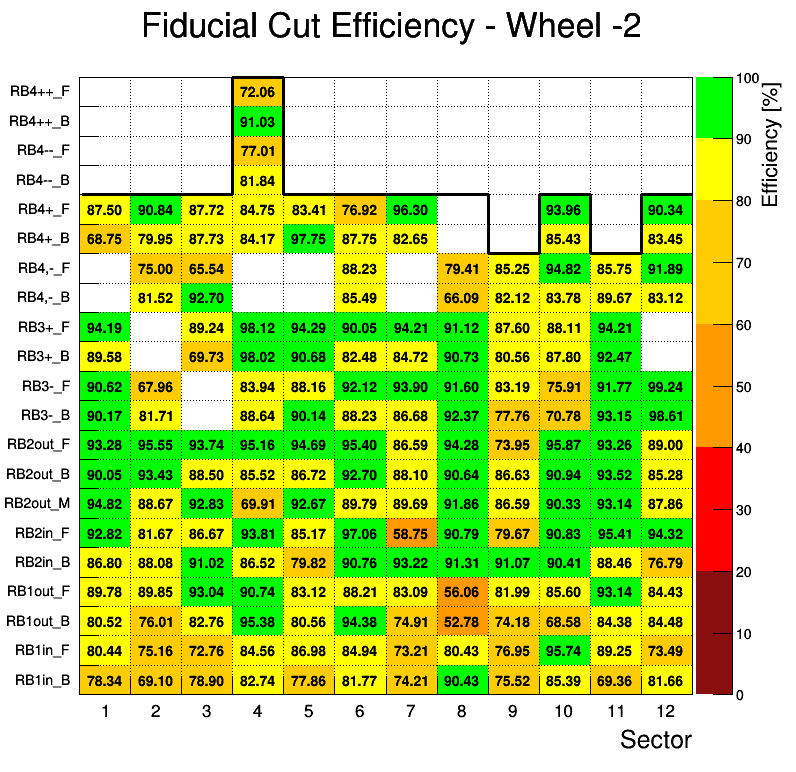 Fiducial Cut Efficiency - Wheel -2
RB4++_F 72.06
RB4++_B 91.03
RB4--_F 77.01
RB4--_B 81.84
RB4+_F 87.50 90.84 87.72 84.75 83.41 76.92 96.30 93.96 90.34
RB4+_B 68.75 79.95 87.73 84.17 97.75 87.75 82.65 85.43 83.45
RB4,-_F 75.00 65.54 88.23 79.41 85.25 94.82 85.75 91.89
RB4,-_B 81.52 92.70 85.49 66.09 82.12 83.78 89.67 83.12
RB3+_F 94.19 89.24 98.12 94.29 90.05 94.21 91.12 87.60 88.11 94.21
RB3+_B 89.58 69.73 98.02 90.68 82.48 84.72 90.73 80.56 87.80 92.47
RB3-_F 90.62 67.96 83.94 88.16 92.12 93.90 91.60 83.19 75.91 91.77 99.24
RB3-_B 90.17 81.71 88.64 90.14 88.23 86.68 92.37 77.76 70.78 93.15 98.61
RB2out_F 93.28 95.55 93.74 95.16 94.69 95.40 86.59 94.28 73.95 95.87 93.26 89.00
RB2out_B 90.05 93.43 88.50 85.52 86.72 92.70 88.10 90.64 86.63 90.94 93.52 85.28
RB2out_M 94.82 88.67 92.83 69.91 92.67 89.79 89.69 91.86 86.59 90.33 93.14 87.86
RB2in_F 92.82 81.67 86.67 93.81 85.17 97.06 58.75 90.79 79.67 90.83 95.41 94.32
RB2in_B 86.80 88.08 91.02 86.52 79.82 90.76 93.22 91.31 91.07 90.41 88.46 76.79
RB1out_F 89.78 89.85 93.04 90.74 83.12 88.21 83.09 56.06 81.99 85.60 93.14 84.43
RB1out_B 80.52 76.01 82.76 95.38 80.56 94.38 74.91 52.78 74.18 68.58 84.38 84.48
RB1in_F 80.44 75.16 72.76 84.56 86.98 84.94 73.21 80.43 76.95 95.74 89.25 73.49
RB1in_B 78.34 69.10 78.90 82.74 77.86 81.77 74.21 90.43 75.52 85.39 69.36 81.66
1 2 3 4 5 6 7 8 9 10 11 12
Sector
100
90
80
70
60
50
40
30
20
10
0
Efficiency [%]